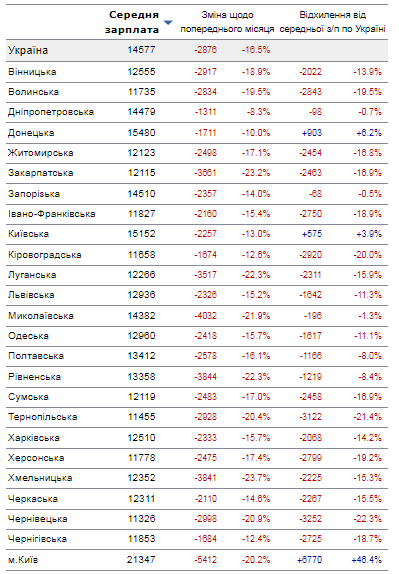 Середня зарплата Зміна щодо попереднього місяця Відхилення від середньої з/п по Україні
Україна 14577 -2876 -16.5%
Вінницька 12555 -2917 -18.9% -2022 -13.9%
Волинська 11735 -2834 -19.5% -2843 -19.5%
Дніпропетровська 14479 -1311 -8.3% -98 -0.7%
Донецька 15480 -1711 -10.0% +903 +6.2%
Житомирська 12123 -2498 -17.1% -2454 -16.8%
Закарпатська 12115 -3661 -23.2% -2463 -16.9%
Запорізька 14510 -2357 -14.0% -68 -0.5%
Івано-Франківська 11827 -2160 -15.4% -2750 -18.9%
Київська 15152 -2257 -13.0% +575 +3.9%
Кіровоградська 11658 -1674 -12.6% -2920 -20.0%
Луганська 12266 -3517 -22.3% -2311 -15.9%
Львівська 12936 -2326 -15.2% -1642 -11.3%
Миколаївська 14382 -4032 -21.9% -196 -1.3%
Одеська 12960 -2418 -15.7% -1617 -11.1%
Полтавська 13412 -2578 -16.1% -1166 -8.0%
Рівненська 13358 -3844 -22.3% -1219 -8.4%
Сумська 12119 -2483 -17.0% -2458 -16.9%
Тернопільська 11455 -2928 -20.4% -3122 -21.4%
Харківська 12510 -2333 -15.7% -2068 -14.2%
Херсонська 11778 -2475 -17.4% -2799 -19.2%
Хмельницька 12352 -3841 -23.7% -2225 -15.3%
Черкаська 12311 -2110 -14.6% -2267 -15.5%
Чернівецька 11326 -2998 -20.9% -3252 -22.3%
Чернігівська 11853 -1684 -12.4% -2725 -18.7%
м.Київ 21347 -5412 -20.2% +6770 +46.4%